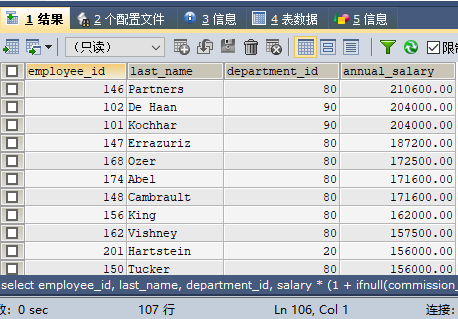 1 结果 2 个配置文件 3 信息 4 表数据 5 信息
(只读) 限制
employee_id last_name department_id annual_salary
146 Partners 80 210600.00
102 De Haan 90 204000.00
101 Kochhar 90 204000.00
147 Errazuriz 80 187200.00
168 Ozer 80 172500.00
174 Abel 80 171600.00
148 Cambrault 80 171600.00
156 King 80 162000.00
162 Vishney 80 157500.00
201 Hartstein 20 156000.00
150 Tucker 80 156000.00
select employee_id, last_name, department_id, salary * (1 + ifnull(commission_
: 0 sec 107 行 Ln 106, Col 1 连接: